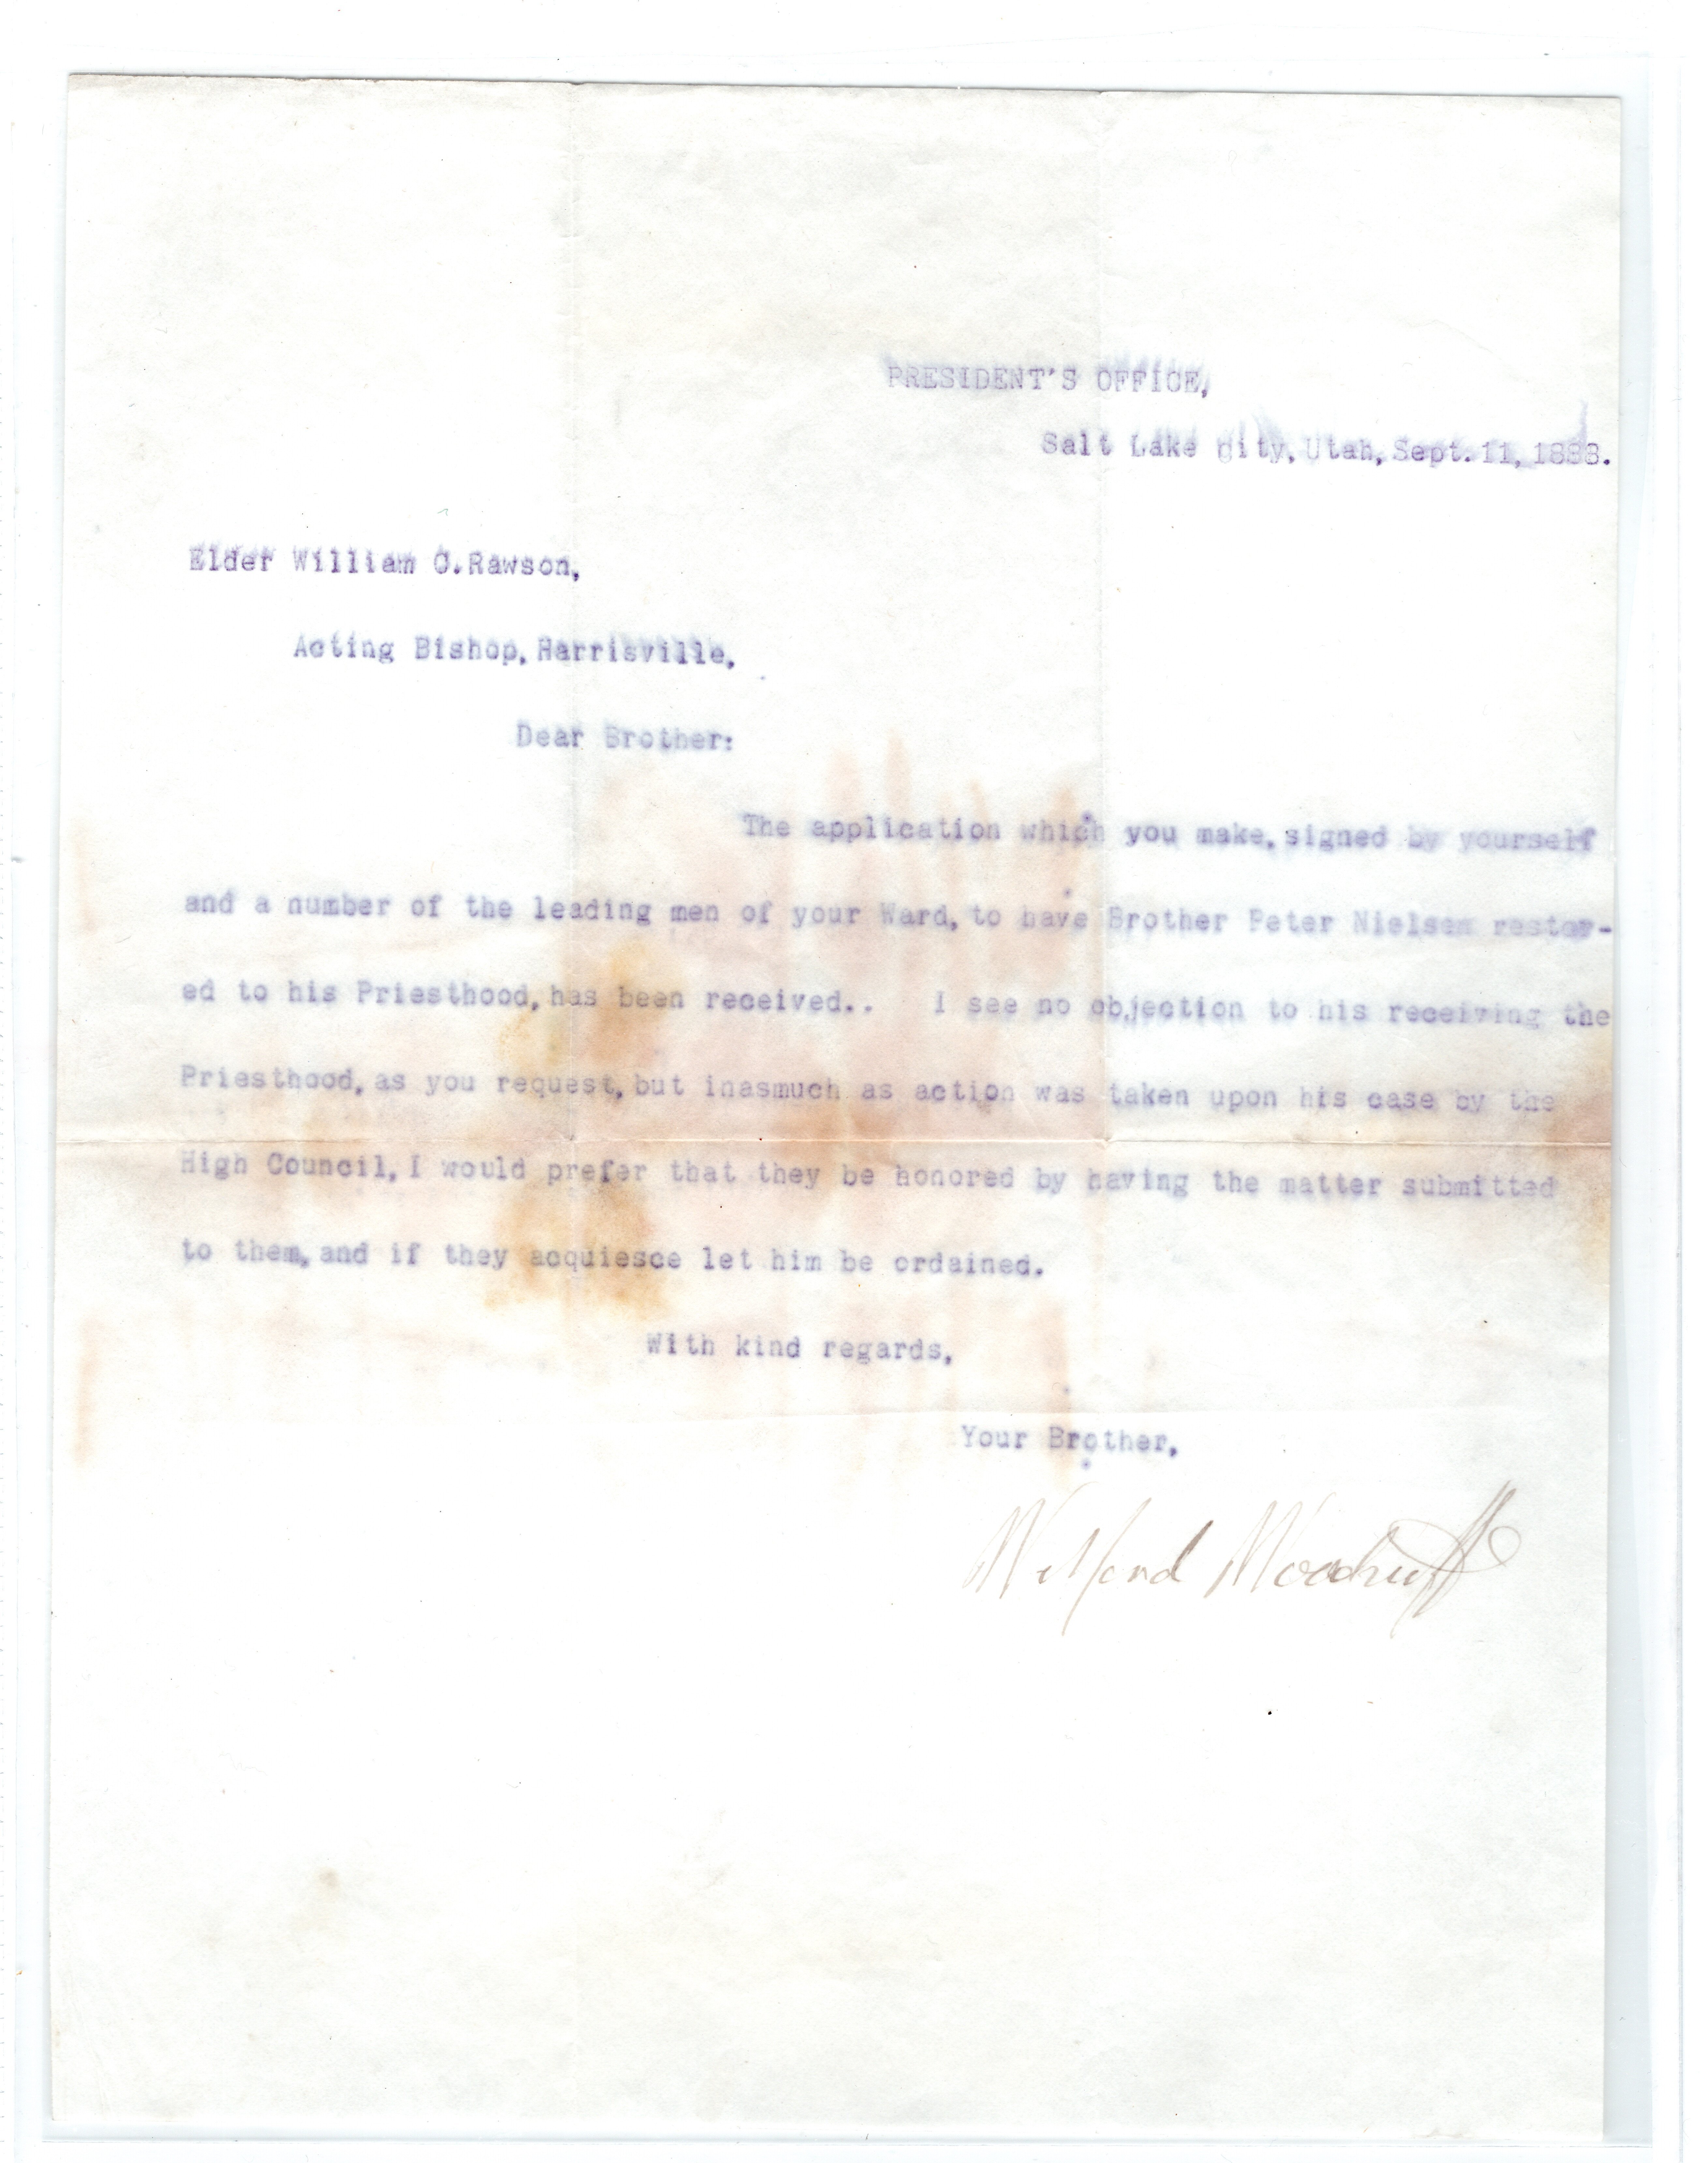 PRESIDENT'S OFFICE,
Salt Lake City, Utah, Sept. 11, 1888.
Elder William C. Rawson,
Acting Bishop, Harrisville,
Dear Brother:
The application which you make, signed by yourself
and a number of the leading men of your Ward, to have Brother Peter Nielsen restor-
ed to his Priesthood, has been received.. I see no objection to his receiving the
Priesthood, as you request, but inasmuch as action was taken upon his case by the
High Council, I would prefer that they be honored by having the matter submitted
to them, and if they acquiesce let him be ordained.
With kind regards,
Your Brother,
Wilford Woodruff